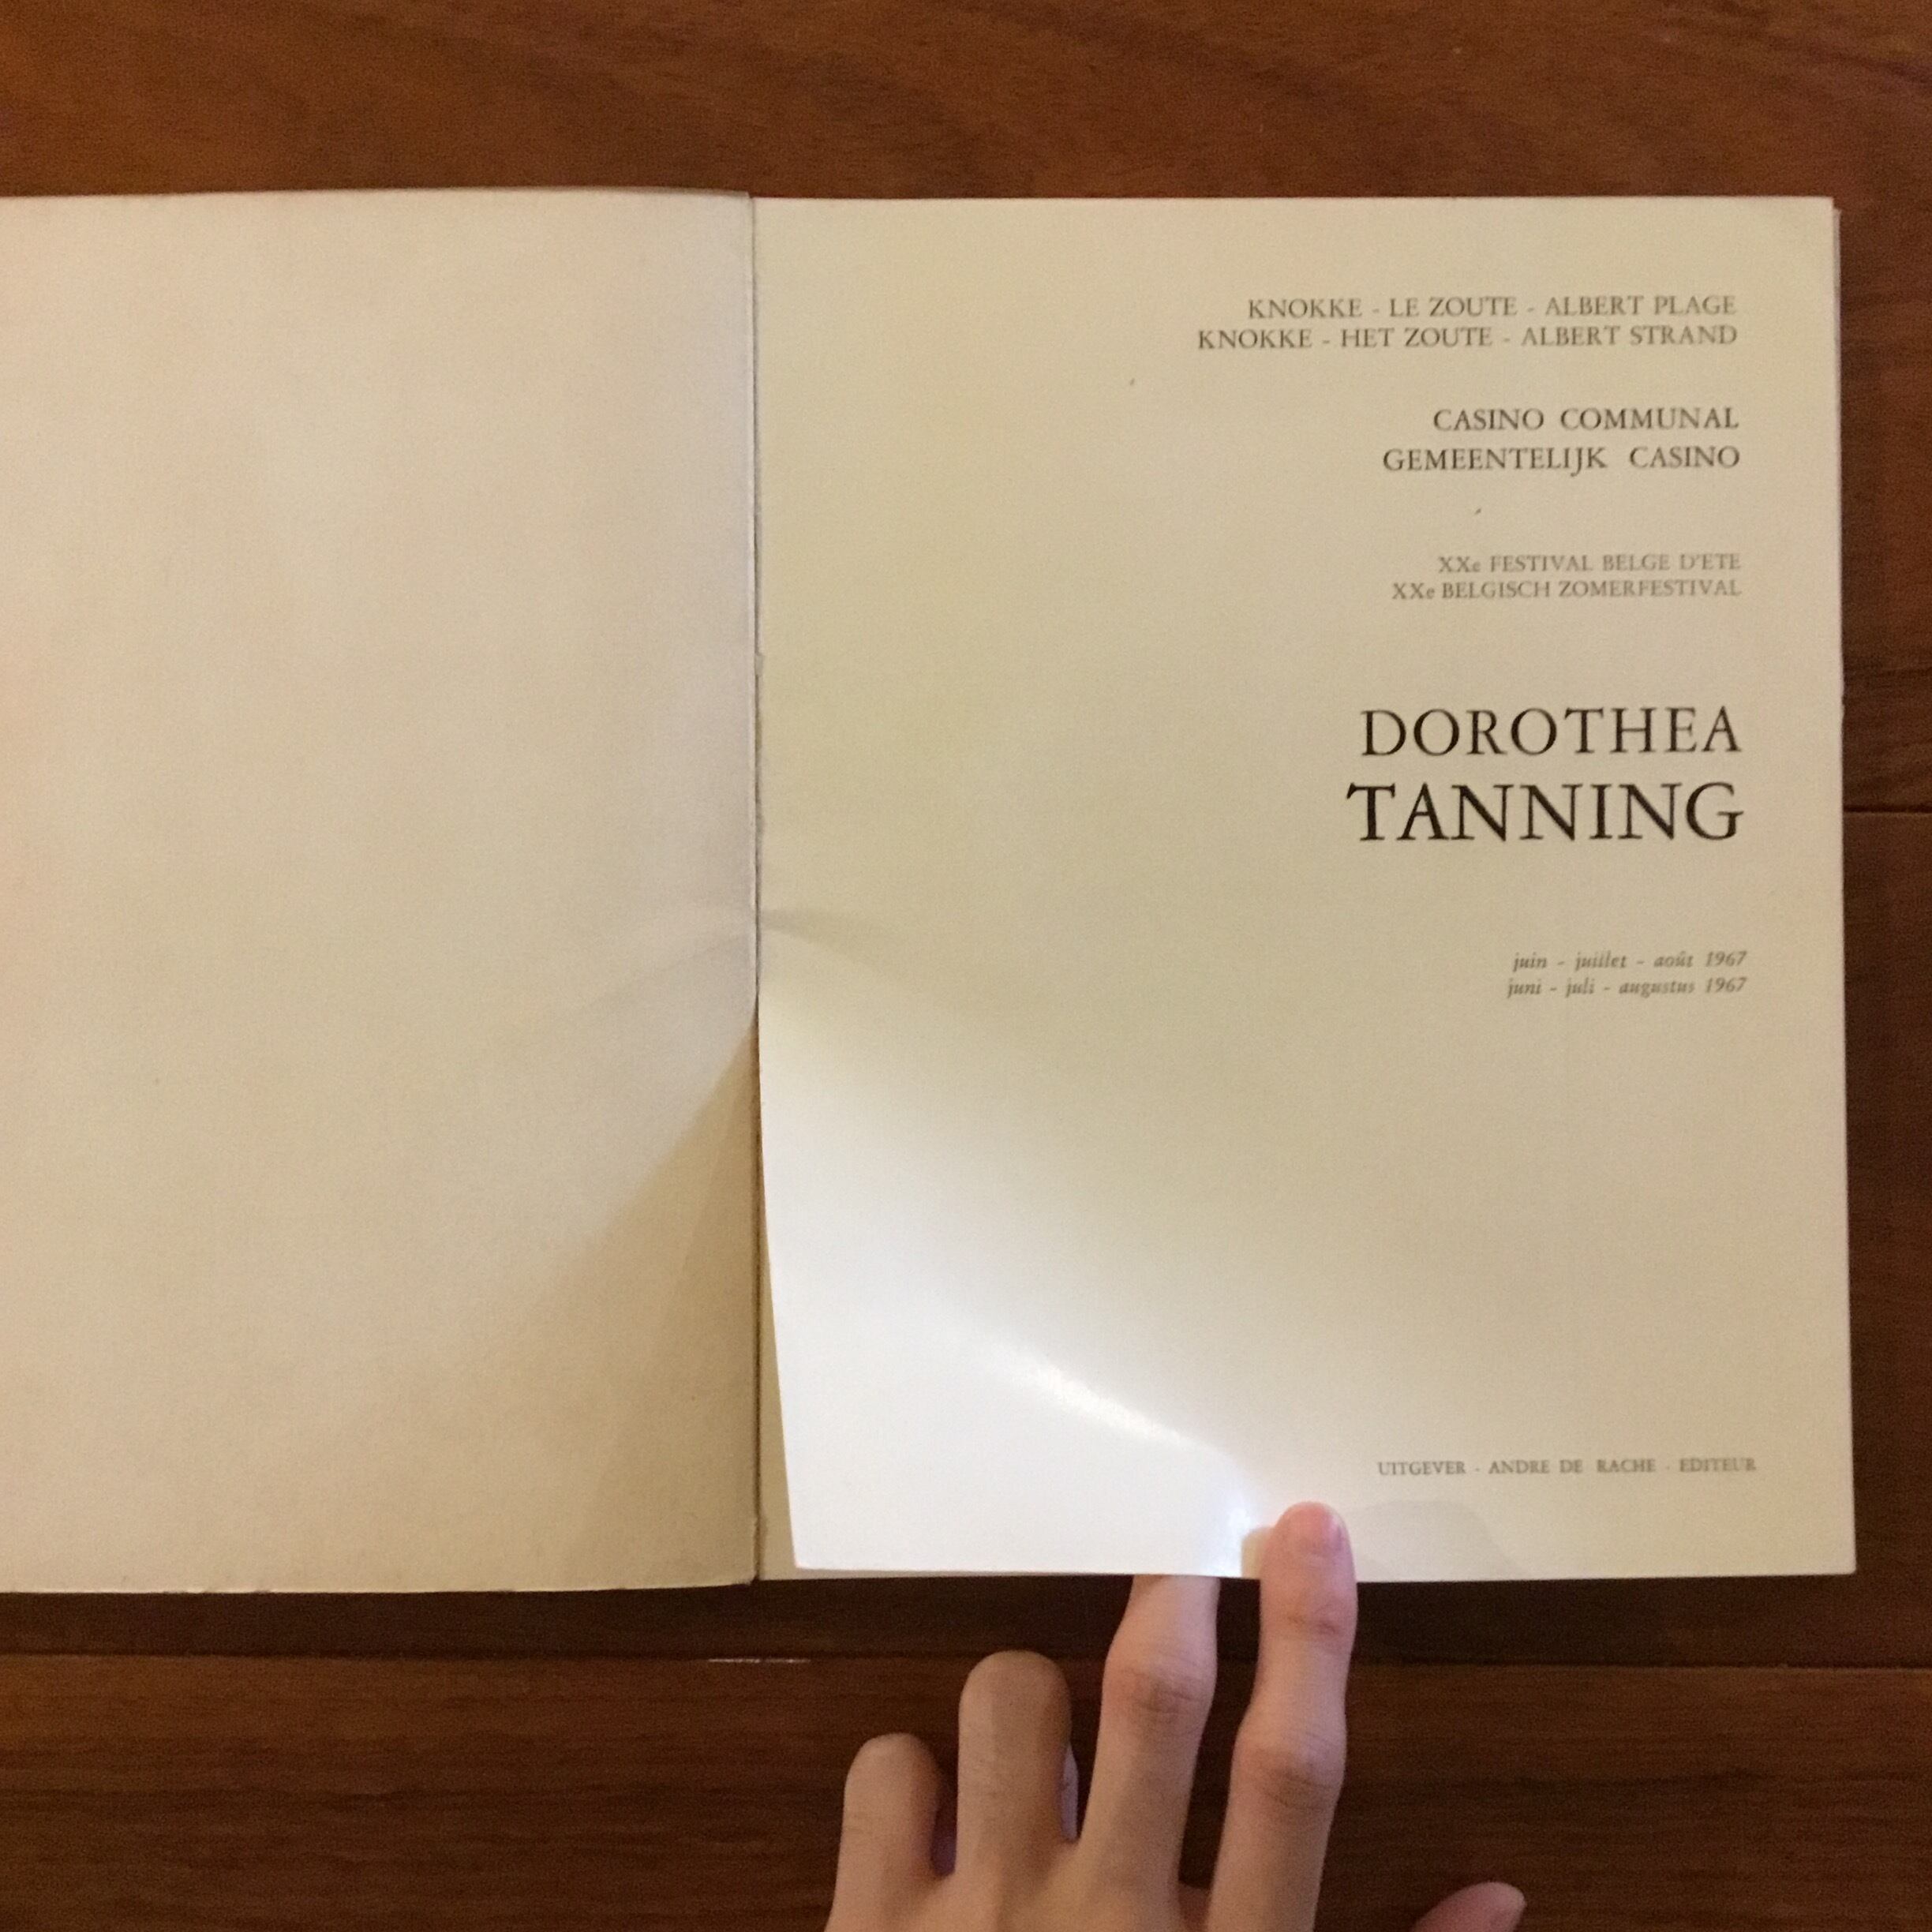 KNOKKE - LE ZOUTE - ALBERT PLAGE
KNOKKE - HET ZOUTE - ALBERT STRAND
CASINO COMMUNAL
GEMEENTELIJK CASINO
XXe FESTIVAL BELGE D'ETE
XXe BELGISCH ZOMERFESTIVAL
DOROTHEA
TANNING
juin - juillet - août 1967
juni - juli - augustus 1967
UITGEVER - ANDRE DE RACHE - EDITEUR